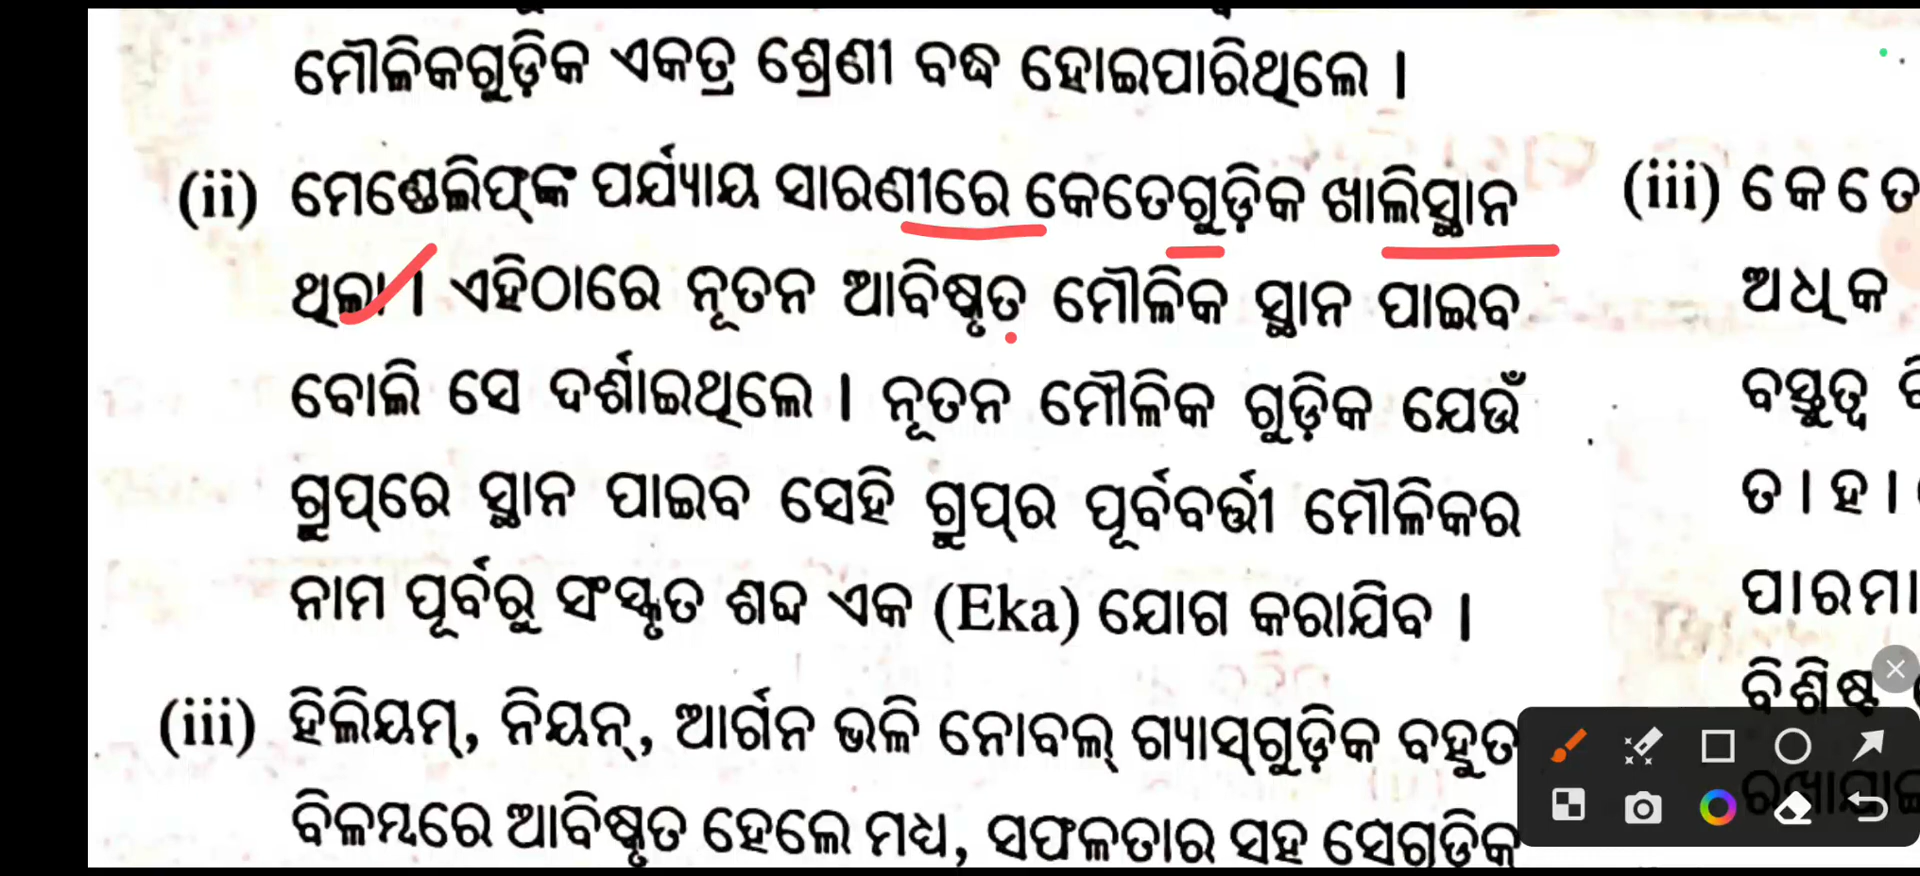 ମୌଳିକଗୁଡ଼ିକ ଏକତ୍ର ଶ୍ରେଣୀ ବଦ୍ଧ ହୋଇପାରିଥିଲେ ।
(ii) ମେଣ୍ଡେଲିଫ୍‌ଙ୍କ ପର୍ଯ୍ୟାୟ ସାରଣୀରେ କେତେଗୁଡ଼ିକ ଖାଲିସ୍ଥାନ
ଥିଲା । ଏହିଠାରେ ନୂତନ ଆବିଷ୍କୃତ ମୌଳିକ ସ୍ଥାନ ପାଇବ
ବୋଲି ସେ ଦର୍ଶାଇଥିଲେ । ନୂତନ ମୌଳିକ ଗୁଡ଼ିକ ଯେଉଁ
ଗ୍ରୁପ୍‌ରେ ସ୍ଥାନ ପାଇବ ସେହି ଗ୍ରୁପ୍‌ର ପୂର୍ବବର୍ତ୍ତୀ ମୌଳିକର
ନାମ ପୂର୍ବରୁ ସଂସ୍କୃତ ଶବ୍ଦ ଏକ (Eka) ଯୋଗ କରାଯିବ ।
(iii) ହିଲିୟମ୍, ନିୟନ୍, ଆର୍ଗନ ଭଳି ନୋବଲ୍ ଗ୍ୟାସ୍‌ଗୁଡ଼ିକ ବହୁତ
ବିଳମ୍ବରେ ଆବିଷ୍କୃତ ହେଲେ ମଧ୍ୟ, ସଫଳତାର ସହ ସେଗୁଡ଼ିକ
(iii) କେତେ
ଅଧିକ
ବସ୍ତୁତ୍ୱ
ତାହା
ପାରମା
ବିଶିଷ୍ଟ